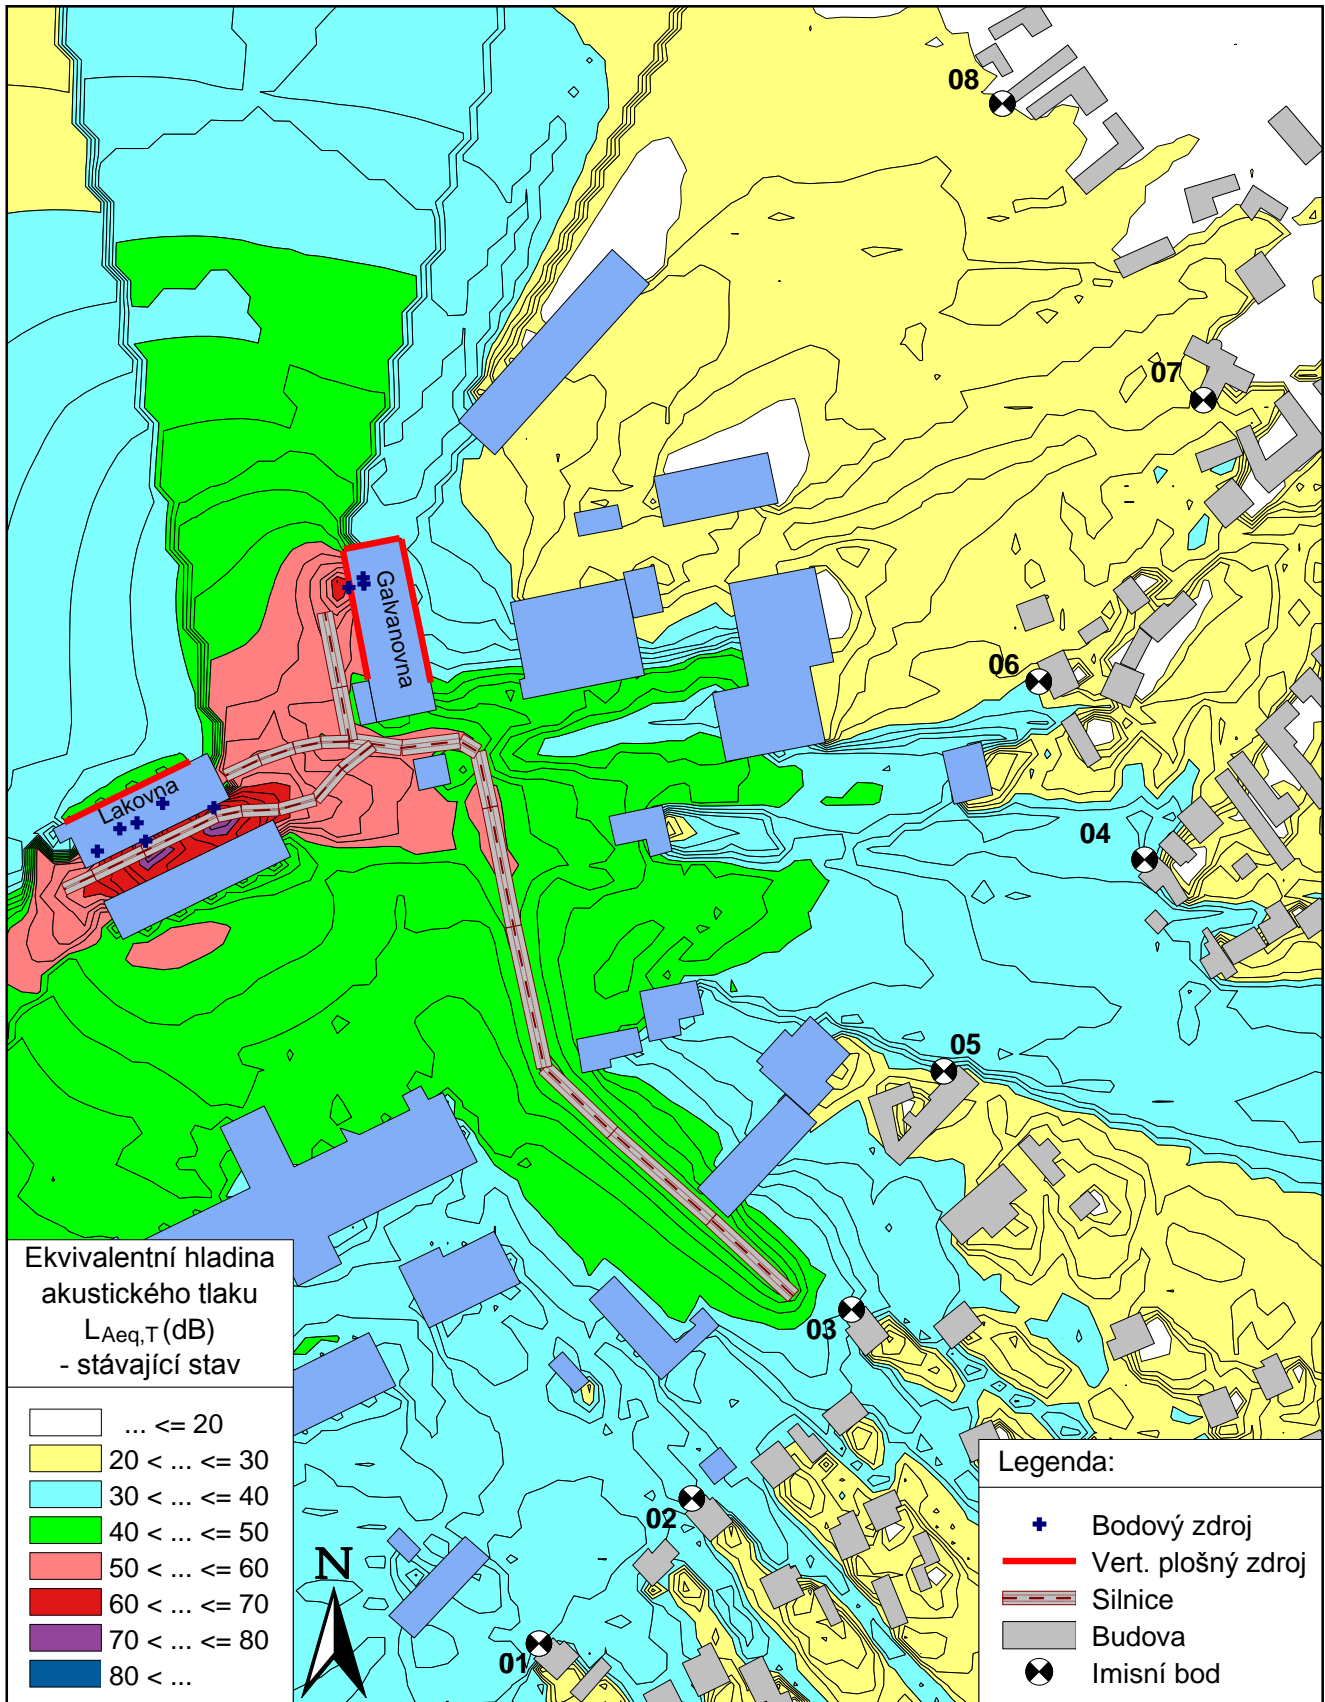 08
07
Galvanovna
06
Lakovna
04
05
03
02
01
N
Ekvivalentní hladina
akustického tlaku
LAeq,T (dB)
- stávající stav
... <= 20
20 < ... <= 30
30 < ... <= 40
40 < ... <= 50
50 < ... <= 60
60 < ... <= 70
70 < ... <= 80
80 < ...
Legenda:
Bodový zdroj
Vert. plošný zdroj
Silnice
Budova
Imisní bod